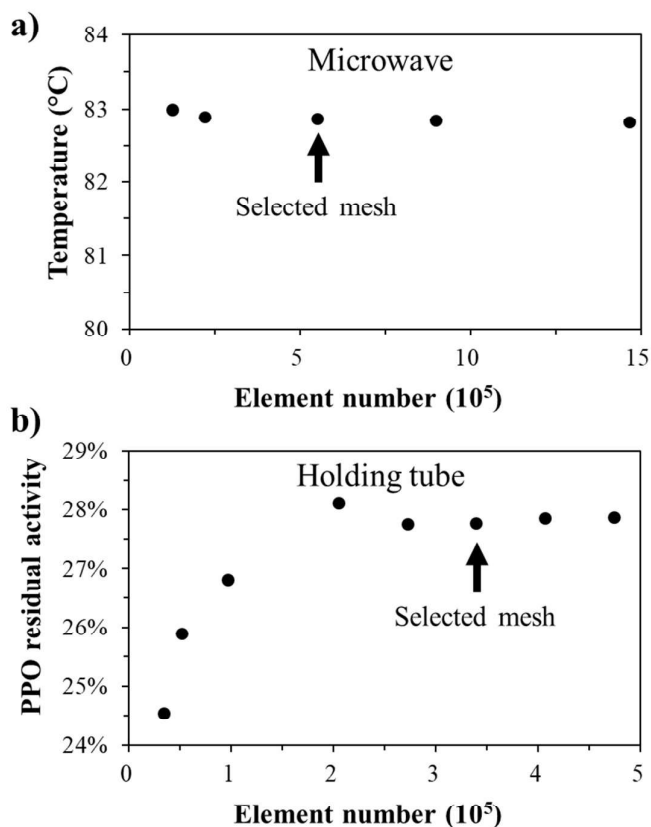 a)
84
83
82
81
80
Temperature (°C)
Microwave
Selected mesh
0
5
10
15
Element number (10⁵)
b)
29%
28%
27%
26%
25%
24%
PPO residual activity
Holding tube
Selected mesh
0
1
2
3
4
5
Element number (10⁵)